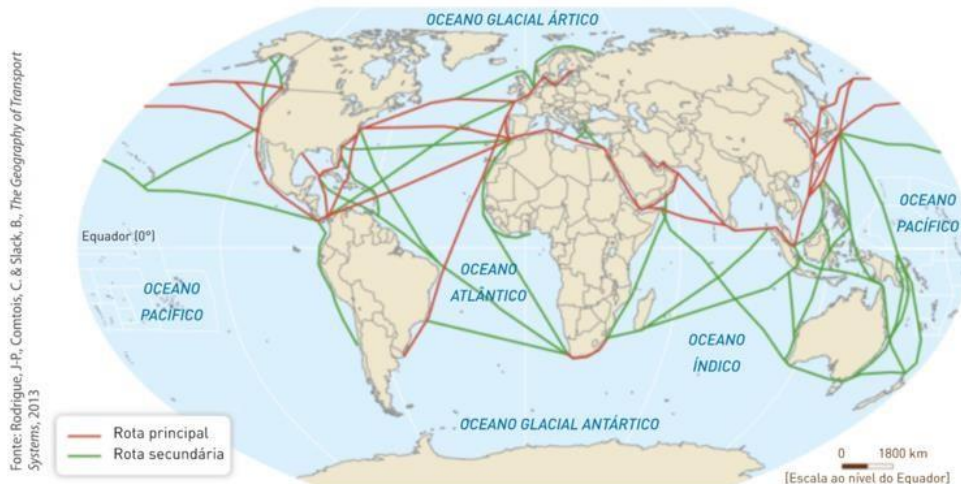 OCEANO GLACIAL ÁRTICO
Fonte: Rodrigue, J-P., Comtois, C. & Slack, B., The Geography of Transport
Systems, 2013
Equador (0°)
OCEANO
PACÍFICO
OCEANO
ATLÂNTICO
OCEANO
PACÍFICO
OCEANO
ÍNDICO
OCEANO GLACIAL ANTÁRTICO
Rota principal
Rota secundária
0 1800 km
[Escala ao nível do Equador]